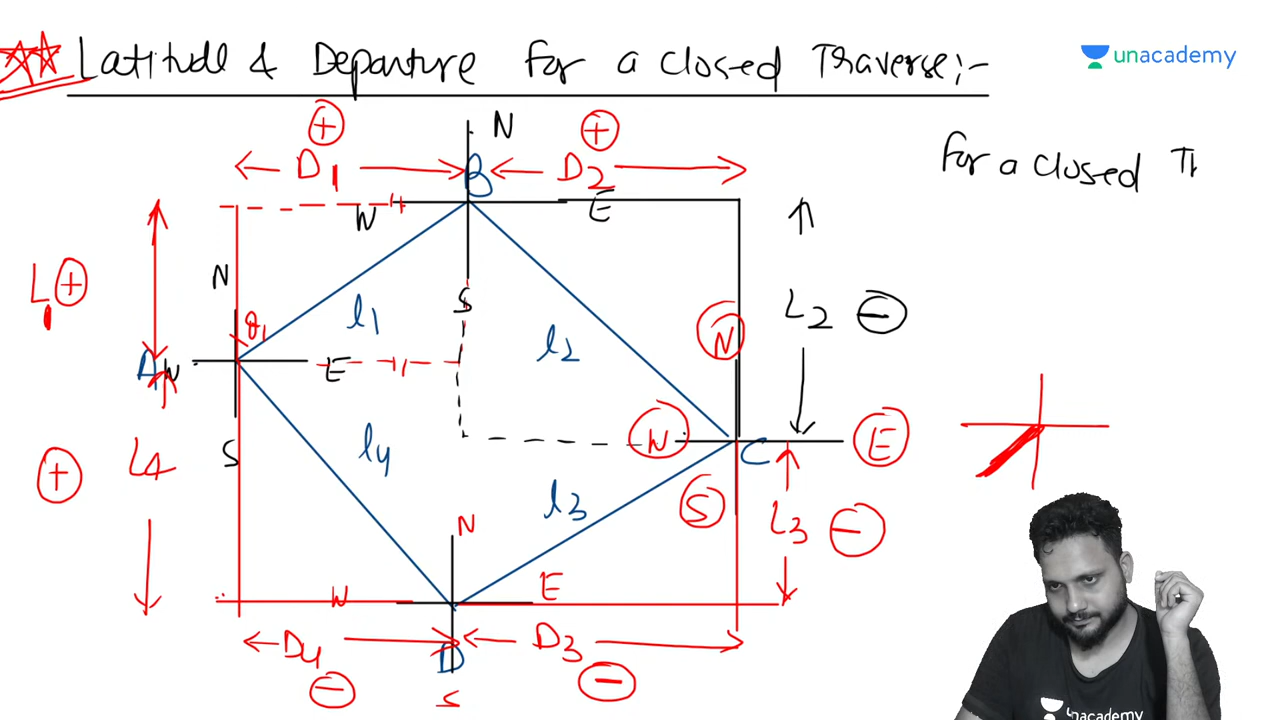 Latitude & Departure for a closed Traverse:-
unacademy
for a closed Tr
N
+
+
D1
D2
B
W
E
N
L1 +
S
θ1
l1
l2
L2 -
N
A
W
E
S
W
C
E
L4
+
l4
l3
S
L3 -
N
W
E
D4
D
D3
-
-
S
unacademy